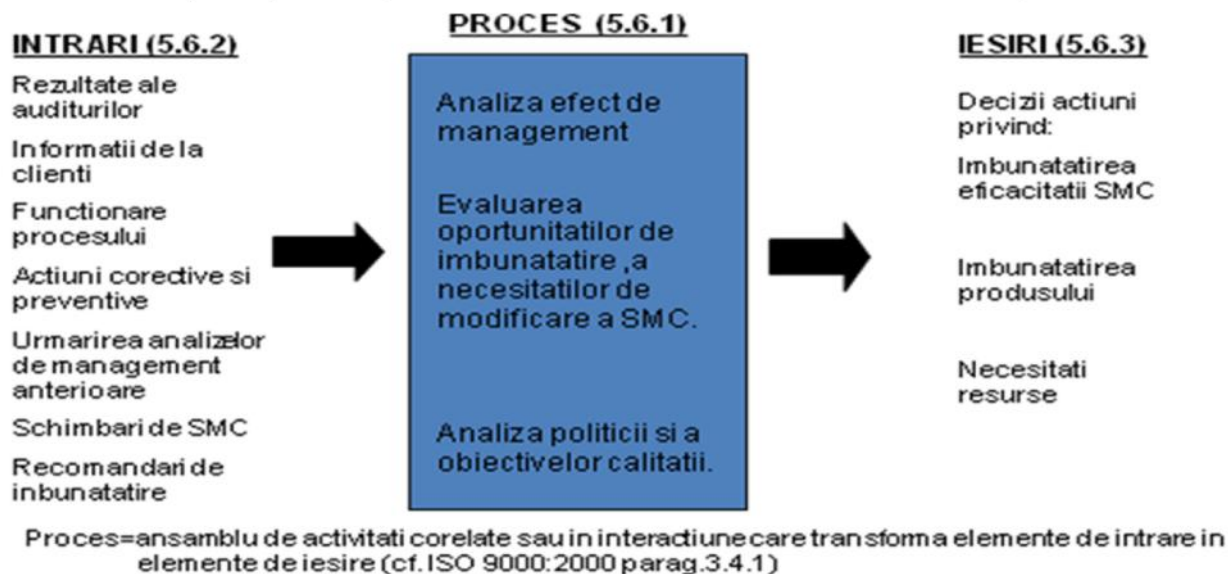 PROCES (5.6.1)
INTRARI (5.6.2)
Rezultate ale
auditurilor
Informatii de la
clienti
Functionare
procesului
Actiuni corective si
preventive
Urmarirea analizelor
de management
anterioare
Schimbari de SMC
Recomandari de
inbunatatire
Analiza efect de
management
Evaluarea
oportunitatilor de
imbunatatire ,a
necesitatilor de
modificare a SMC.
Analiza politicii si a
obiectivelor calitatii.
IESIRI (5.6.3)
Decizii actiuni
privind:
Imbunatatirea
eficacitatii SMC
Imbunatatirea
produsului
Necesitati
resurse
Proces=ansamblu de activitati corelate sau in interactiune care transforma elemente de intrare in
elemente de iesire (cf. ISO 9000:2000 parag.3.4.1)